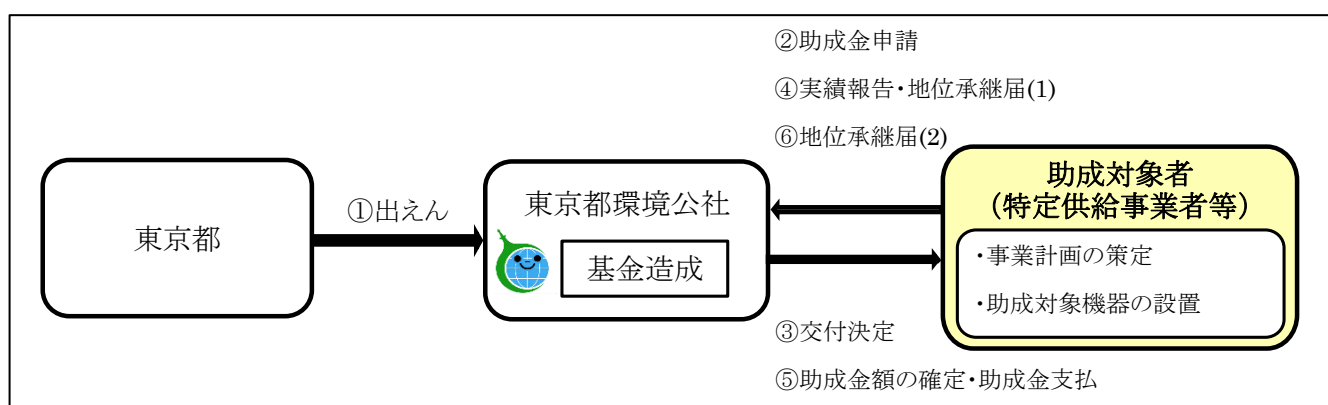 ②助成金申請
④実績報告・地位承継届(1)
⑥地位承継届(2)
東京都
①出えん
東京都環境公社
基金造成
助成対象者
（特定供給事業者等）
・事業計画の策定
・助成対象機器の設置
③交付決定
⑤助成金額の確定・助成金支払